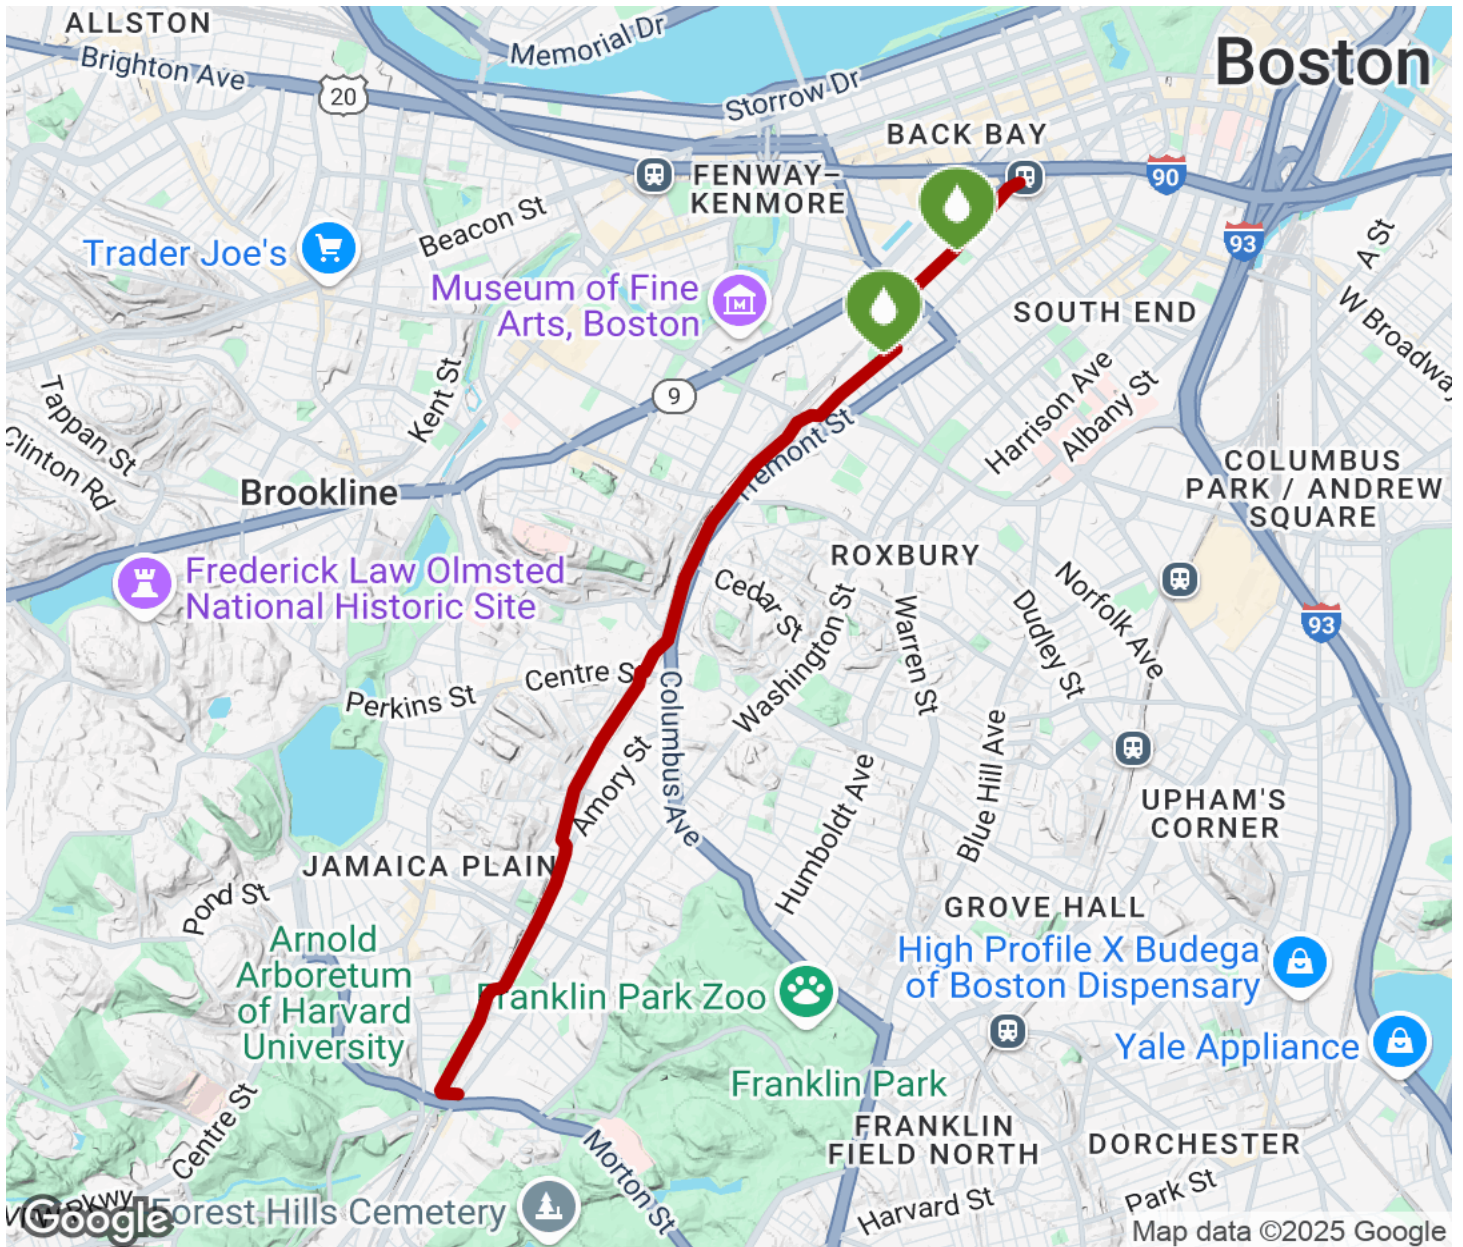 ALLSTON
Brighton Ave
20
Memorial Dr
Storrow Dr
Boston
BACK BAY
90
FENWAY–
KENMORE
Beacon St
Trader Joe's
93
A St
Museum of Fine
Arts, Boston
SOUTH END
W Broadway
Kent St
9
Tappan St
Clinton Rd
Harrison Ave
Albany St
Tremont St
COLUMBUS
PARK / ANDREW
SQUARE
Brookline
ROXBURY
Frederick Law Olmsted
National Historic Site
Cedar St
Washington St
Warren St
Dudley St
Norfolk Ave
93
Centre St
Perkins St
Columbus Ave
Amory St
Humboldt Ave
Blue Hill Ave
UPHAM'S
CORNER
JAMAICA PLAIN
Pond St
GROVE HALL
Arnold
Arboretum
of Harvard
University
High Profile X Budega
of Boston Dispensary
Franklin Park Zoo
Yale Appliance
Franklin Park
Centre St
FRANKLIN
FIELD NORTH
DORCHESTER
Morton St
Park St
Harvard St
Pkwy
Google
Forest Hills Cemetery
Map data ©2025 Google